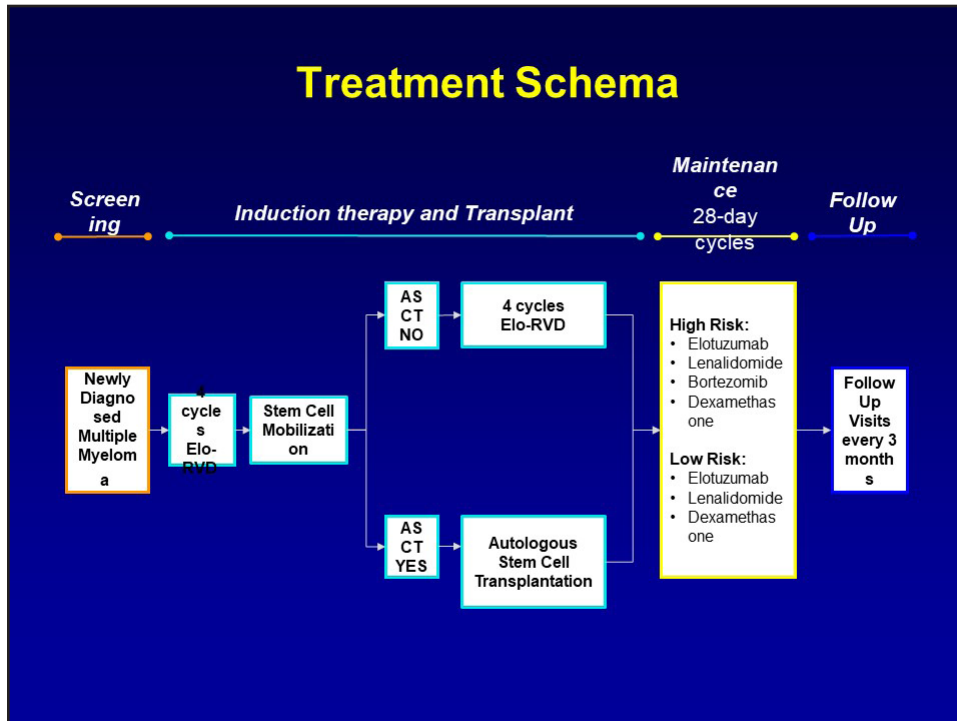 Treatment Schema
Screen
ing
Induction therapy and Transplant
Maintenan
ce
28-day
cycles
Follow
Up
Newly
Diagno
sed
Multiple
Myelom
a
4
cycle
s
Elo-
RVD
Stem Cell
Mobilizati
on
AS
CT
NO
4 cycles
Elo-RVD
AS
CT
YES
Autologous
Stem Cell
Transplantation
High Risk:
• Elotuzumab
• Lenalidomide
• Bortezomib
• Dexamethas
one
Low Risk:
• Elotuzumab
• Lenalidomide
• Dexamethas
one
Follow
Up
Visits
every 3
month
s